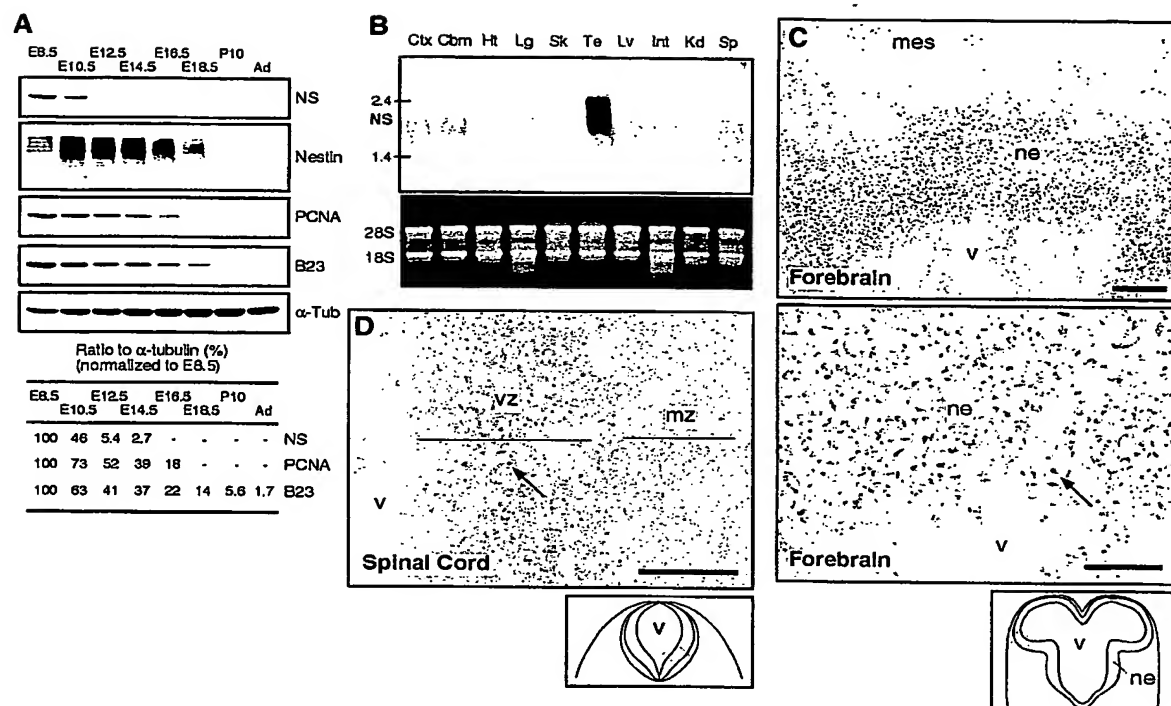 A
E8.5 E12.5 E16.5 P10
E10.5 E14.5 E18.5 Ad
NS
Nestin
PCNA
B23
α-Tub
Ratio to α-tubulin (%)
(normalized to E8.5)
E8.5 E12.5 E16.5 P10
E10.5 E14.5 E18.5 Ad
100 46 5.4 2.7 - - - - NS
100 73 52 39 18 - - - PCNA
100 63 41 37 22 14 5.6 1.7 B23
B
Ctx Cbm Ht Lg Sk Te Lv Int Kd Sp
2.4
NS
1.4
28S
18S
C
mes
ne
v
Forebrain
ne
v
Forebrain
v
ne
D
vz
mz
v
Spinal Cord
v